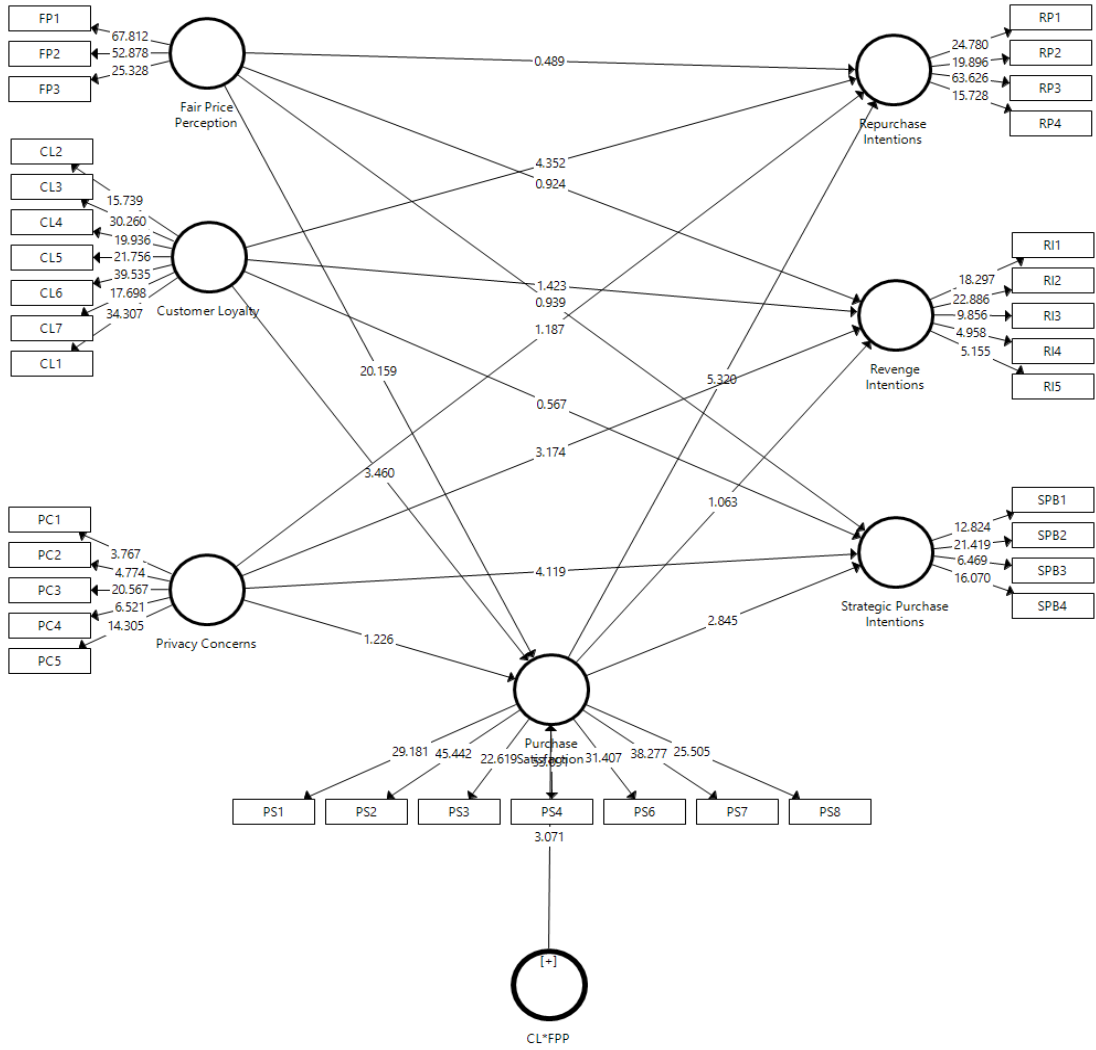 FP1
FP2
FP3
67.812
52.878
25.328
Fair Price
Perception
CL2
CL3
CL4
CL5
CL6
CL7
CL1
15.739
30.260
19.936
21.756
39.535
17.698
34.307
Customer Loyalty
PC1
PC2
PC3
PC4
PC5
3.767
4.774
20.567
6.521
14.305
Privacy Concerns
0.489
4.352
0.924
1.423
0.939
1.187
20.159
5.320
0.567
3.174
3.460
1.063
4.119
1.226
2.845
RP1
RP2
RP3
RP4
24.780
19.896
63.626
15.728
Repurchase
Intentions
RI1
RI2
RI3
RI4
RI5
18.297
22.886
9.856
4.958
5.155
Revenge
Intentions
SPB1
SPB2
SPB3
SPB4
12.824
21.419
6.469
16.070
Strategic Purchase
Intentions
Purchase
Satisfaction
29.181
45.442
22.619
31.407
38.277
25.505
PS1
PS2
PS3
PS4
PS6
PS7
PS8
3.071
[+]
CL*FPP